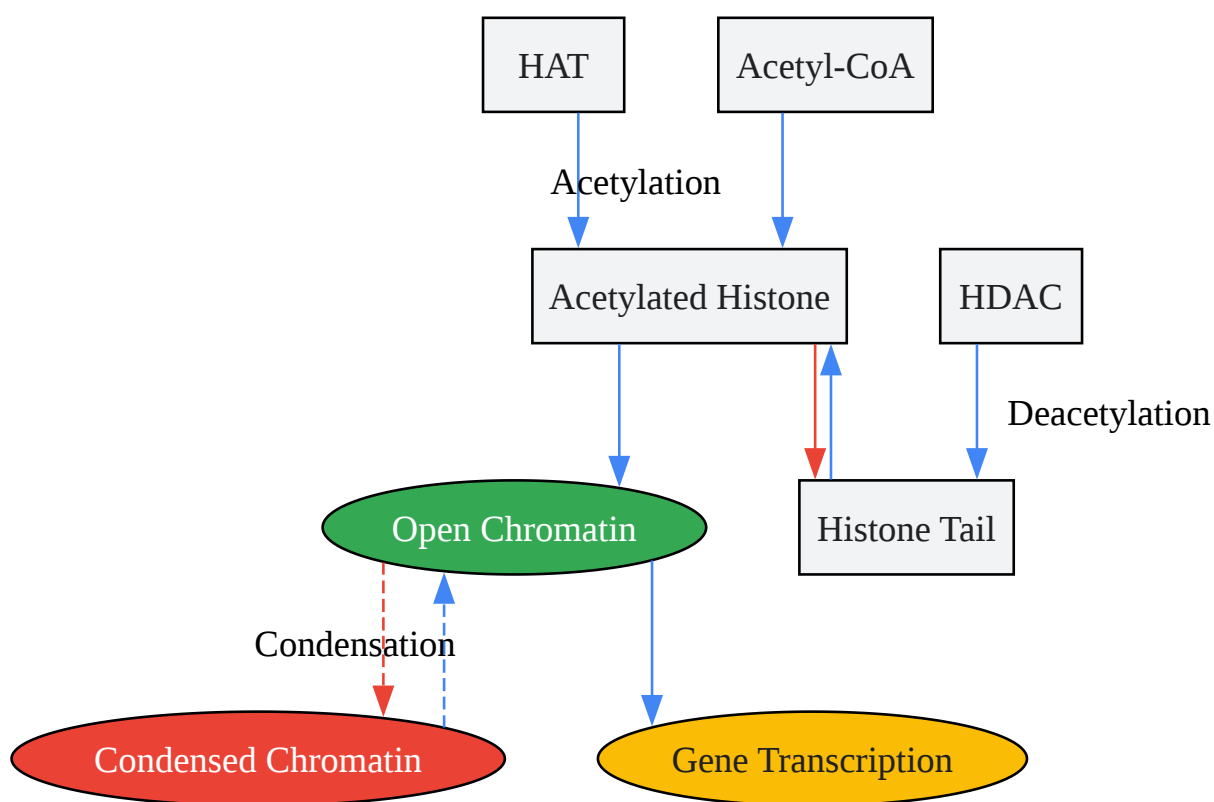 HAT
Acetyl-CoA
Acetylation
Acetylated Histone
HDAC
Deacetylation
Open Chromatin
Histone Tail
Condensation
Condensed Chromatin
Gene Transcription